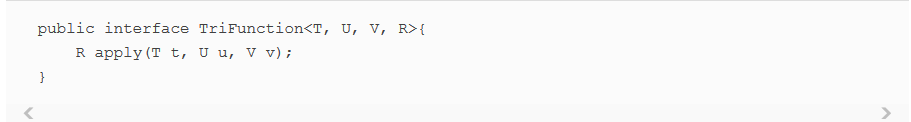 public interface TriFunction<T, U, V, R>{
    R apply(T t, U u, V v);
}